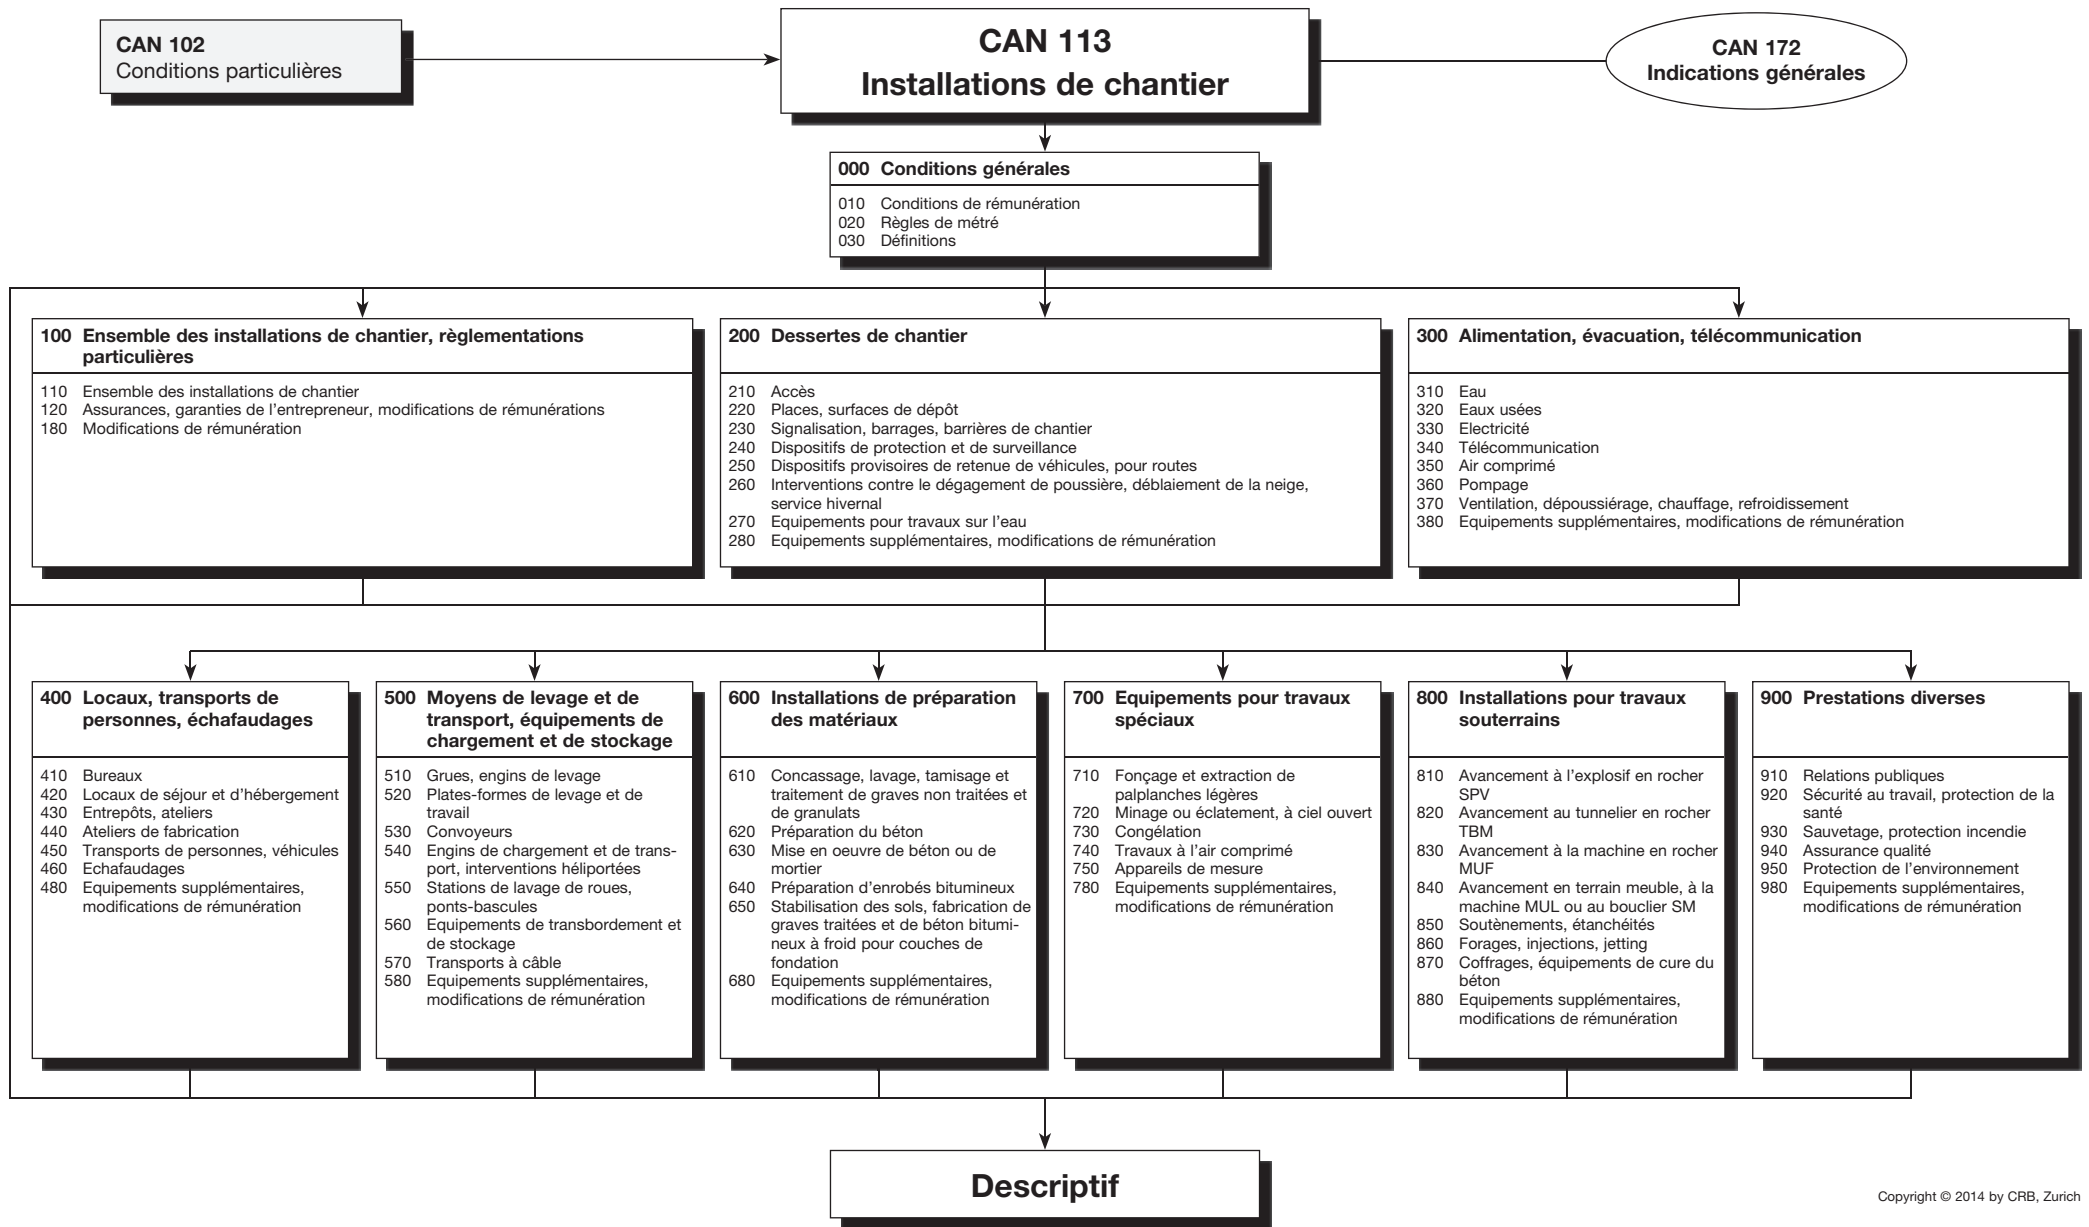 CAN 102
Conditions particulières
CAN 113
Installations de chantier
CAN 172
Indications générales
000 Conditions générales
010 Conditions de rémunération
020 Règles de métré
030 Définitions
100 Ensemble des installations de chantier, règlementations
particulières
110 Ensemble des installations de chantier
120 Assurances, garanties de l'entrepreneur, modifications de rémunérations
180 Modifications de rémunération
200 Dessertes de chantier
210 Accès
220 Places, surfaces de dépôt
230 Signalisation, barrages, barrières de chantier
240 Dispositifs de protection et de surveillance
250 Dispositifs provisoires de retenue de véhicules, pour routes
260 Interventions contre le dégagement de poussière, déblaiement de la neige,
service hivernal
270 Equipements pour travaux sur l'eau
280 Equipements supplémentaires, modifications de rémunération
300 Alimentation, évacuation, télécommunication
310 Eau
320 Eaux usées
330 Electricité
340 Télécommunication
350 Air comprimé
360 Pompage
370 Ventilation, dépoussiérage, chauffage, refroidissement
380 Equipements supplémentaires, modifications de rémunération
400 Locaux, transports de
personnes, échafaudages
410 Bureaux
420 Locaux de séjour et d'hébergement
430 Entrepôts, ateliers
440 Ateliers de fabrication
450 Transports de personnes, véhicules
460 Echafaudages
480 Equipements supplémentaires,
modifications de rémunération
500 Moyens de levage et de
transport, équipements de
chargement et de stockage
510 Grues, engins de levage
520 Plates-formes de levage et de
travail
530 Convoyeurs
540 Engins de chargement et de trans-
port, interventions héliportées
550 Stations de lavage de roues,
ponts-bascules
560 Equipements de transbordement et
de stockage
570 Transports à câble
580 Equipements supplémentaires,
modifications de rémunération
600 Installations de préparation
des matériaux
610 Concassage, lavage, tamisage et
traitement de graves non traitées et
de granulats
620 Préparation du béton
630 Mise en oeuvre de béton ou de
mortier
640 Préparation d'enrobés bitumineux
650 Stabilisation des sols, fabrication de
graves traitées et de béton bitumi-
neux à froid pour couches de
fondation
680 Equipements supplémentaires,
modifications de rémunération
700 Equipements pour travaux
spéciaux
710 Fonçage et extraction de
palplanches légères
720 Minage ou éclatement, à ciel ouvert
730 Congélation
740 Travaux à l'air comprimé
750 Appareils de mesure
780 Equipements supplémentaires,
modifications de rémunération
800 Installations pour travaux
souterrains
810 Avancement à l'explosif en rocher
SPV
820 Avancement au tunnelier en rocher
TBM
830 Avancement à la machine en rocher
MUF
840 Avancement en terrain meuble, à la
machine MUL ou au bouclier SM
850 Soutènements, étanchéités
860 Forages, injections, jetting
870 Coffrages, équipements de cure du
béton
880 Equipements supplémentaires,
modifications de rémunération
900 Prestations diverses
910 Relations publiques
920 Sécurité au travail, protection de la
santé
930 Sauvetage, protection incendie
940 Assurance qualité
950 Protection de l'environnement
980 Equipements supplémentaires,
modifications de rémunération
Descriptif
Copyright © 2014 by CRB, Zurich